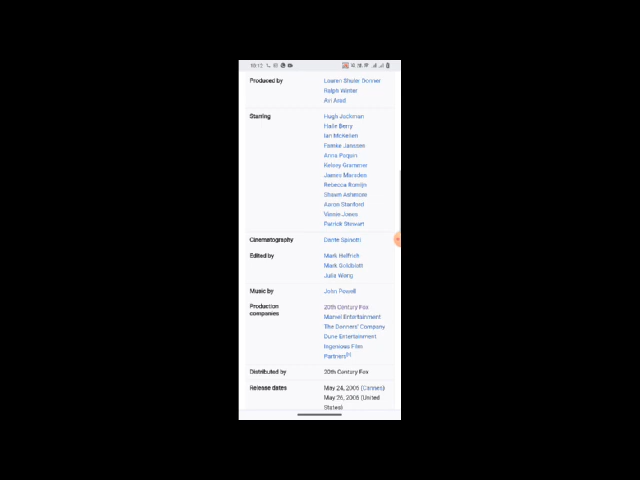 Produced by
Lauren Shuler Donner
Ralph Winter
Avi Arad
Starring
Hugh Jackman
Halle Berry
Ian McKellen
Famke Janssen
Anna Paquin
Kelsey Grammer
James Marsden
Rebecca Romijn
Shawn Ashmore
Aaron Stanford
Vinnie Jones
Patrick Stewart
Cinematography
Dante Spinotti
Edited by
Mark Helfrich
Mark Goldblatt
Julia Wong
Music by
John Powell
Production
companies
20th Century Fox
Marvel Entertainment
The Donners' Company
Dune Entertainment
Ingenious Film
Partners
Distributed by
20th Century Fox
Release dates
May 24, 2006 (Cannes)
May 26, 2006 (United
States)